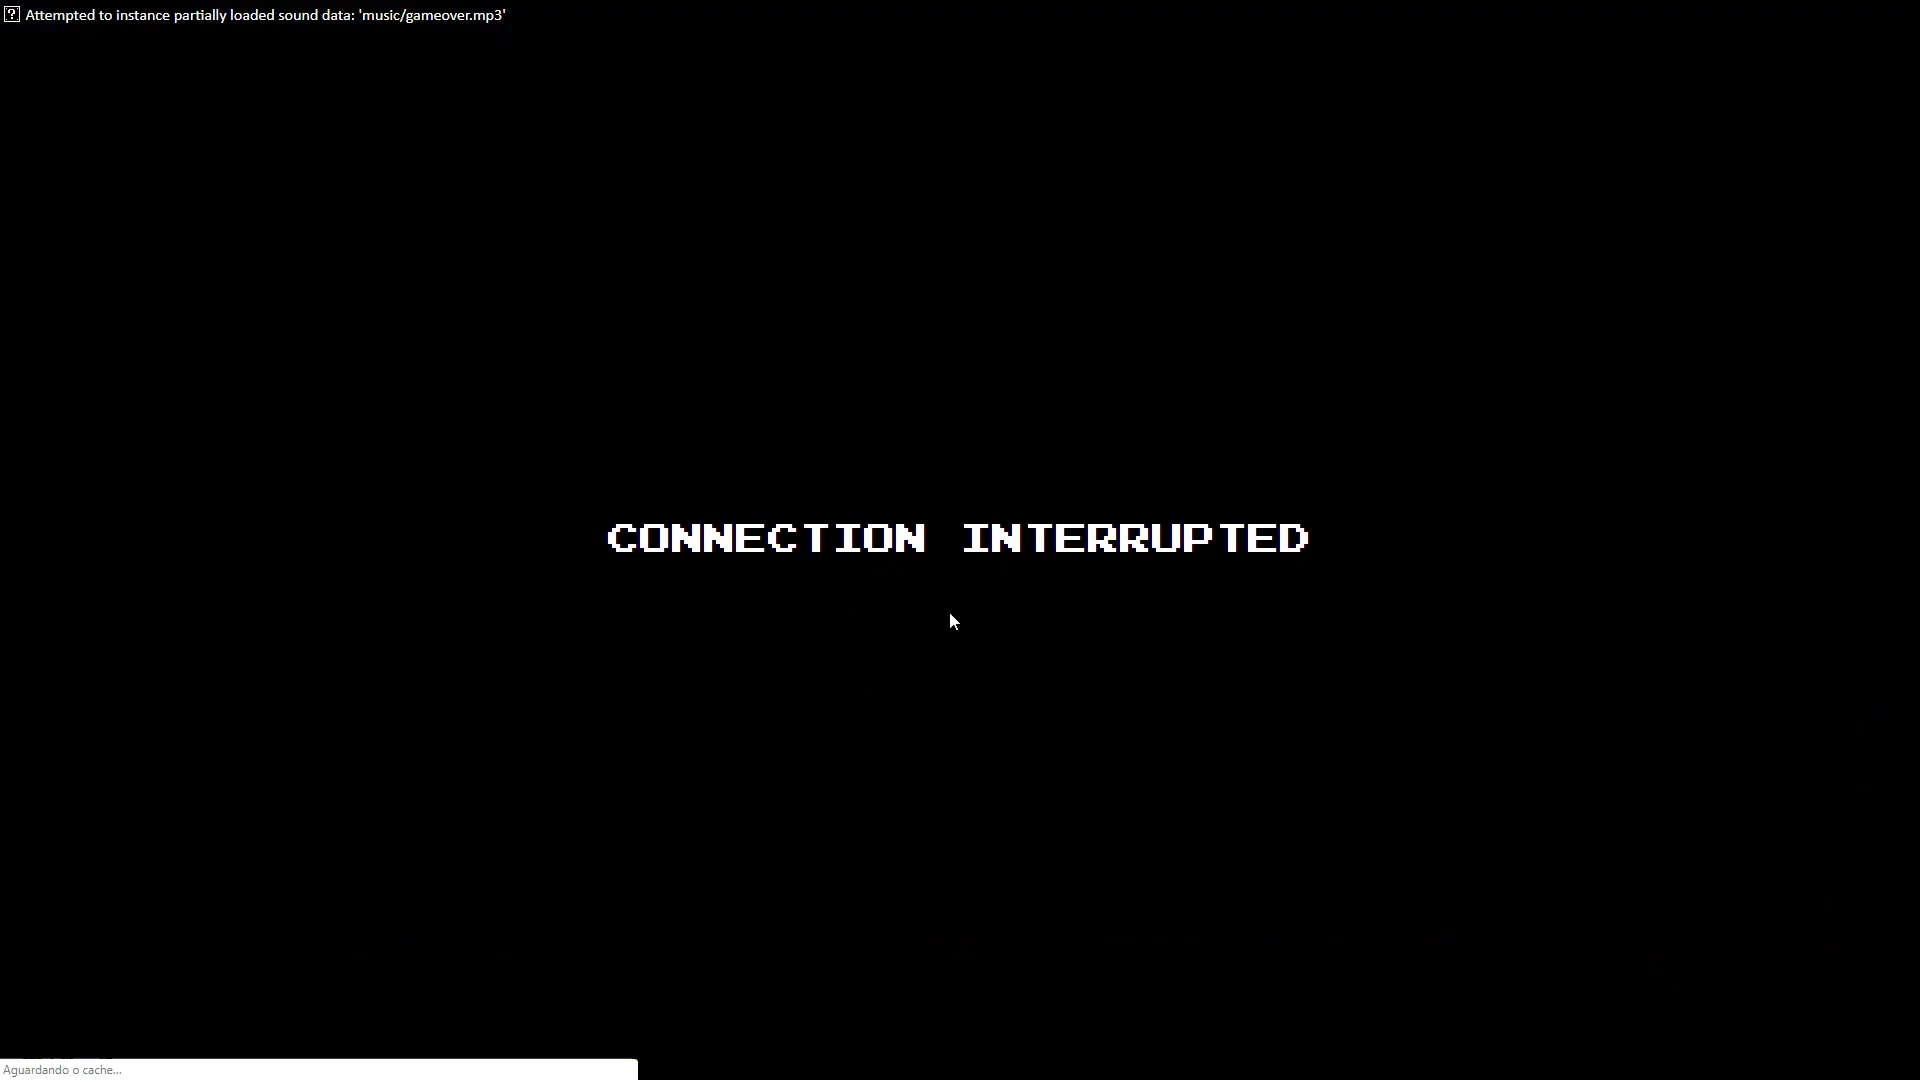 Attempted to instance partially loaded sound data: 'music/gameover.mp3'
CONNECTION INTERRUPTED
Aguardando o cache...